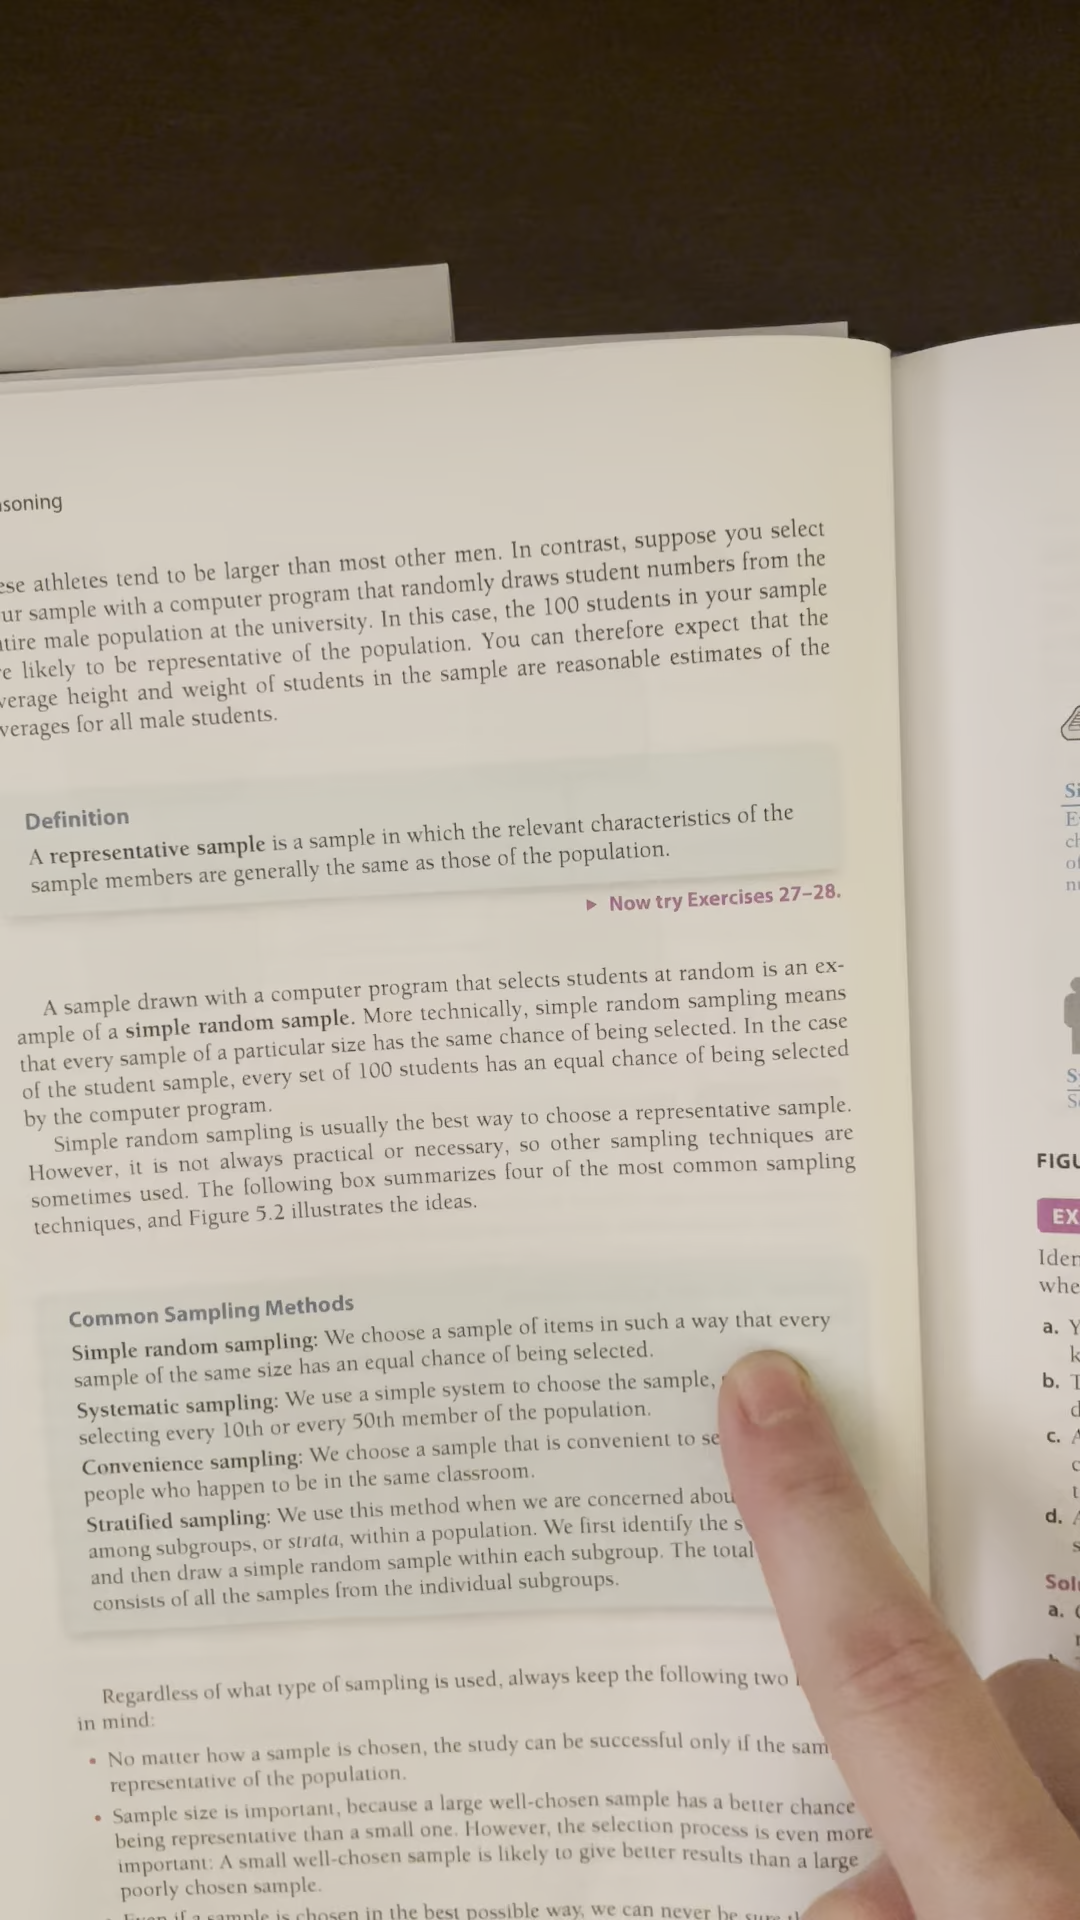 soning
ese athletes tend to be larger than most other men. In contrast, suppose you select
ur sample with a computer program that randomly draws student numbers from the
tire male population at the university. In this case, the 100 students in your sample
e likely to be representative of the population. You can therefore expect that the
verage height and weight of students in the sample are reasonable estimates of the
verages for all male students.
Definition
A representative sample is a sample in which the relevant characteristics of the
sample members are generally the same as those of the population.
► Now try Exercises 27–28.
A sample drawn with a computer program that selects students at random is an ex-
ample of a simple random sample. More technically, simple random sampling means
that every sample of a particular size has the same chance of being selected. In the case
of the student sample, every set of 100 students has an equal chance of being selected
by the computer program.
Simple random sampling is usually the best way to choose a representative sample.
However, it is not always practical or necessary, so other sampling techniques are
sometimes used. The following box summarizes four of the most common sampling
techniques, and Figure 5.2 illustrates the ideas.
Common Sampling Methods
Simple random sampling: We choose a sample of items in such a way that every
sample of the same size has an equal chance of being selected.
Systematic sampling: We use a simple system to choose the sample,
selecting every 10th or every 50th member of the population.
Convenience sampling: We choose a sample that is convenient to se
people who happen to be in the same classroom.
Stratified sampling: We use this method when we are concerned abou
among subgroups, or strata, within a population. We first identify the s
and then draw a simple random sample within each subgroup. The total
consists of all the samples from the individual subgroups.
Regardless of what type of sampling is used, always keep the following two
in mind:
• No matter how a sample is chosen, the study can be successful only if the sam
representative of the population.
• Sample size is important, because a large well-chosen sample has a better chance
being representative than a small one. However, the selection process is even more
important: A small well-chosen sample is likely to give better results than a large
poorly chosen sample.
if a sample is chosen in the best possible way, we can never be sure
Si
E
ch
of
S
FIGU
EX
Iden
whe
a. Y
k
b. T
d
c. A
c
t
d. A
s
Solu
a.